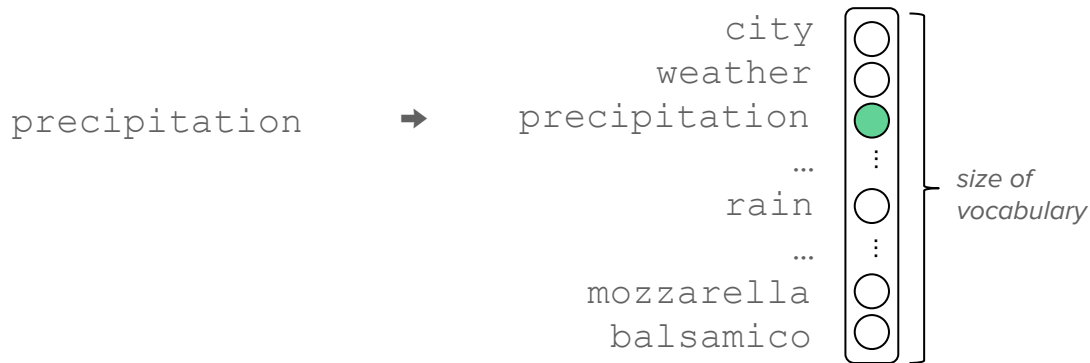 city
weather
precipitation ➡ precipitation
…
rain
…
mozzarella
balsamico
size of
vocabulary